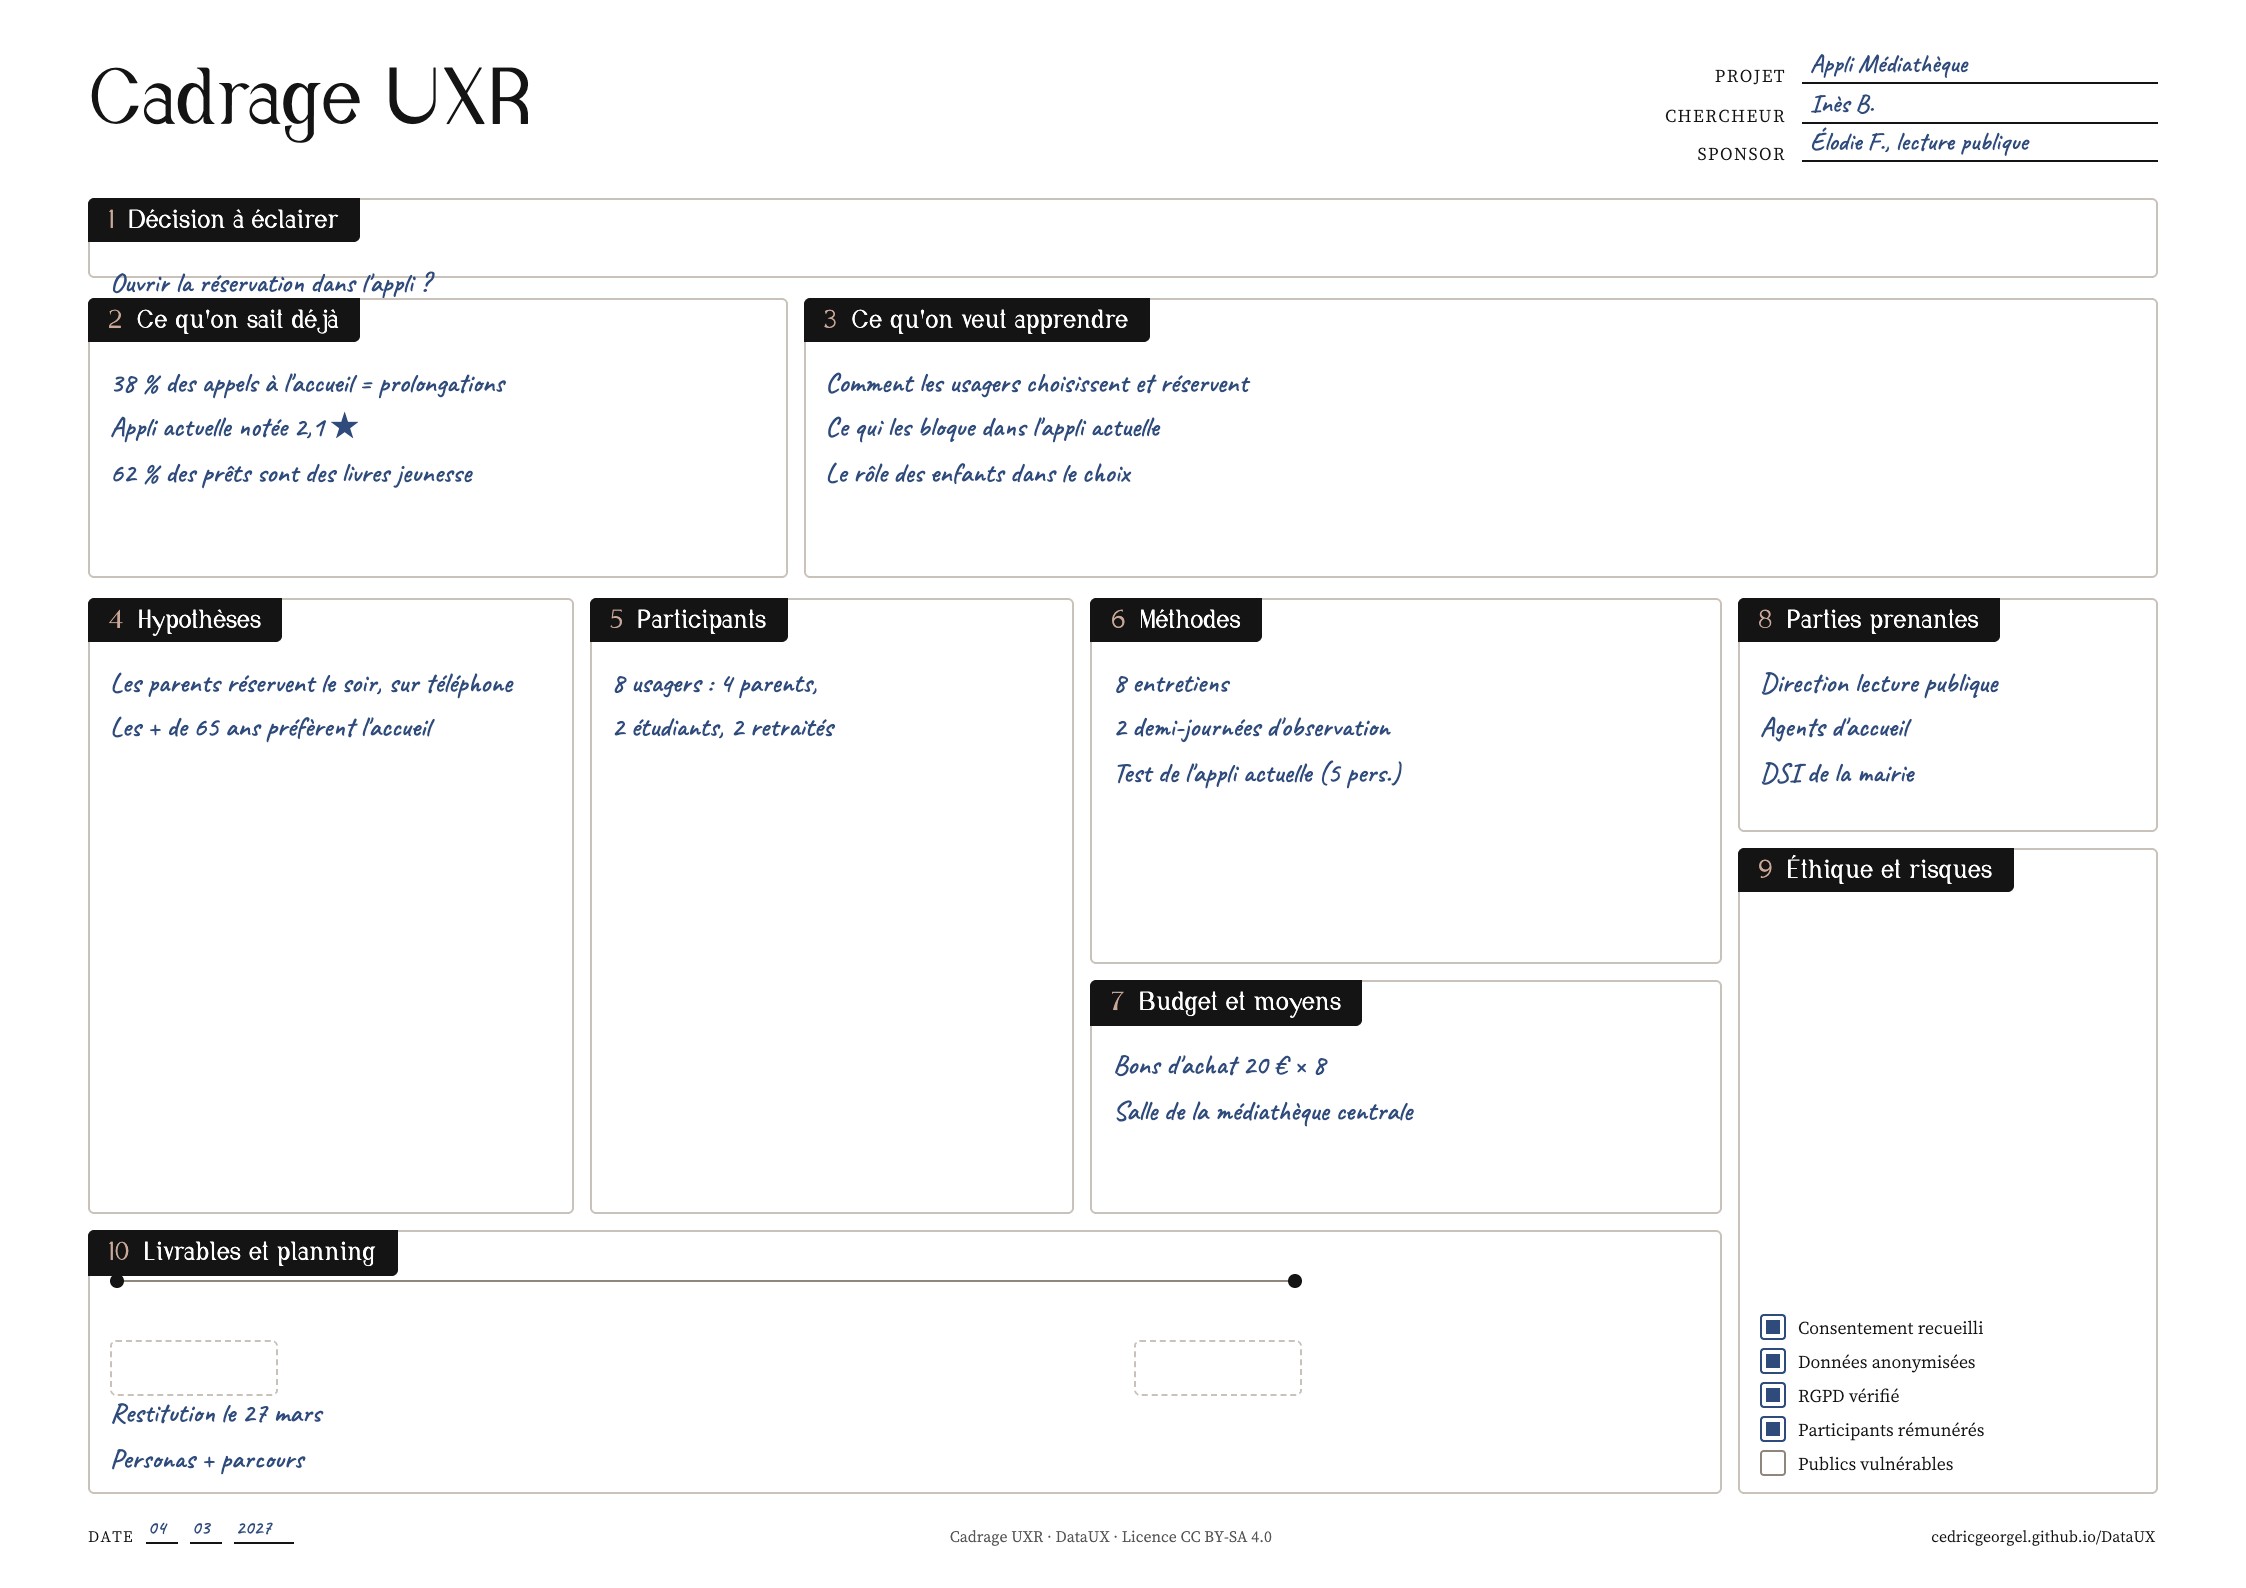 Cadrage UXR
PROJET Appli Médiathèque
CHERCHEUR Inès B.
SPONSOR Élodie F., lecture publique
1 Décision à éclairer
Ouvrir la réservation dans l'appli ?
2 Ce qu'on sait déjà
38 % des appels à l'accueil = prolongations
Appli actuelle notée 2,1 ★
62 % des prêts sont des livres jeunesse
3 Ce qu'on veut apprendre
Comment les usagers choisissent et réservent
Ce qui les bloque dans l'appli actuelle
Le rôle des enfants dans le choix
4 Hypothèses
Les parents réservent le soir, sur téléphone
Les + de 65 ans préfèrent l'accueil
5 Participants
8 usagers : 4 parents,
2 étudiants, 2 retraités
6 Méthodes
8 entretiens
2 demi-journées d'observation
Test de l'appli actuelle (5 pers.)
7 Budget et moyens
Bons d'achat 20 € × 8
Salle de la médiathèque centrale
8 Parties prenantes
Direction lecture publique
Agents d'accueil
DSI de la mairie
9 Éthique et risques
Consentement recueilli
Données anonymisées
RGPD vérifié
Participants rémunérés
Publics vulnérables
10 Livrables et planning
Restitution le 27 mars
Personas + parcours
DATE 04 03 2027
Cadrage UXR · DataUX · Licence CC BY-SA 4.0
cedricgeorgel.github.io/DataUX